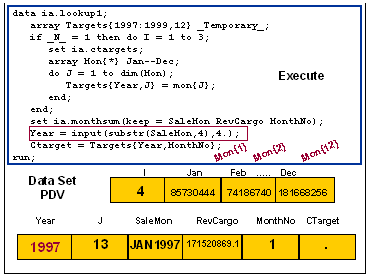 data ia.lookup1;
array Targets{1997:1999,12} _Temporary_;
if _N_ = 1 then do I = 1 to 3;
set ia.ctargets;
array Mon{*} Jan--Dec;
do J = 1 to dim(Mon);
Targets{Year,J} = mon{J};
end;
end;
set ia.monthsum(keep = SaleMon RevCargo MonthNo);
Year = input(substr(SaleMon,4),4.);
Ctarget = Targets{Year,MonthNo};
run;
Execute
Mon{1} Mon{2} Mon{12}
Data Set
PDV
I Jan Feb ..... Dec
4 85730444 74186740 181668256
Year J SaleMon RevCargo MonthNo CTarget
1997 13 JAN1997 171520869.1 1 .